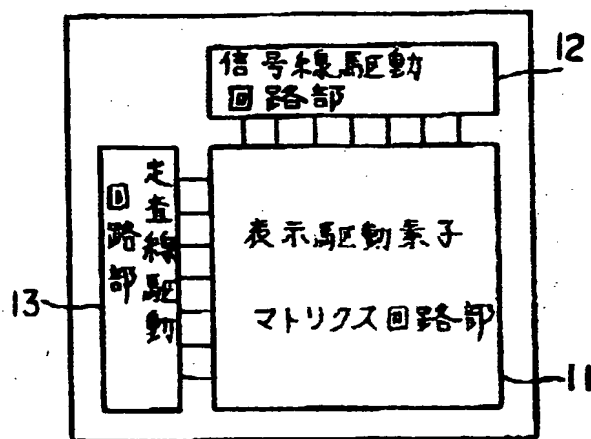 信号線駆動
回路部
12
走査線駆動
回路部
13
表示駆動素子
マトリクス回路部
11